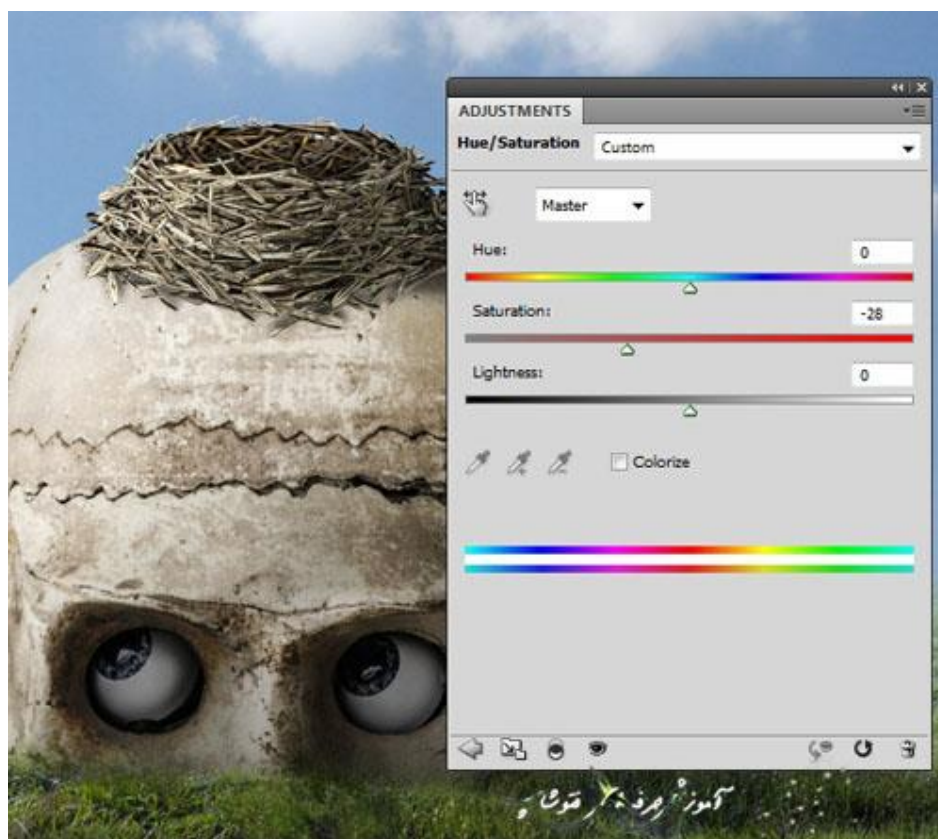 ADJUSTMENTS
Hue/Saturation Custom
Master
Hue: 0
Saturation: -28
Lightness: 0
Colorize